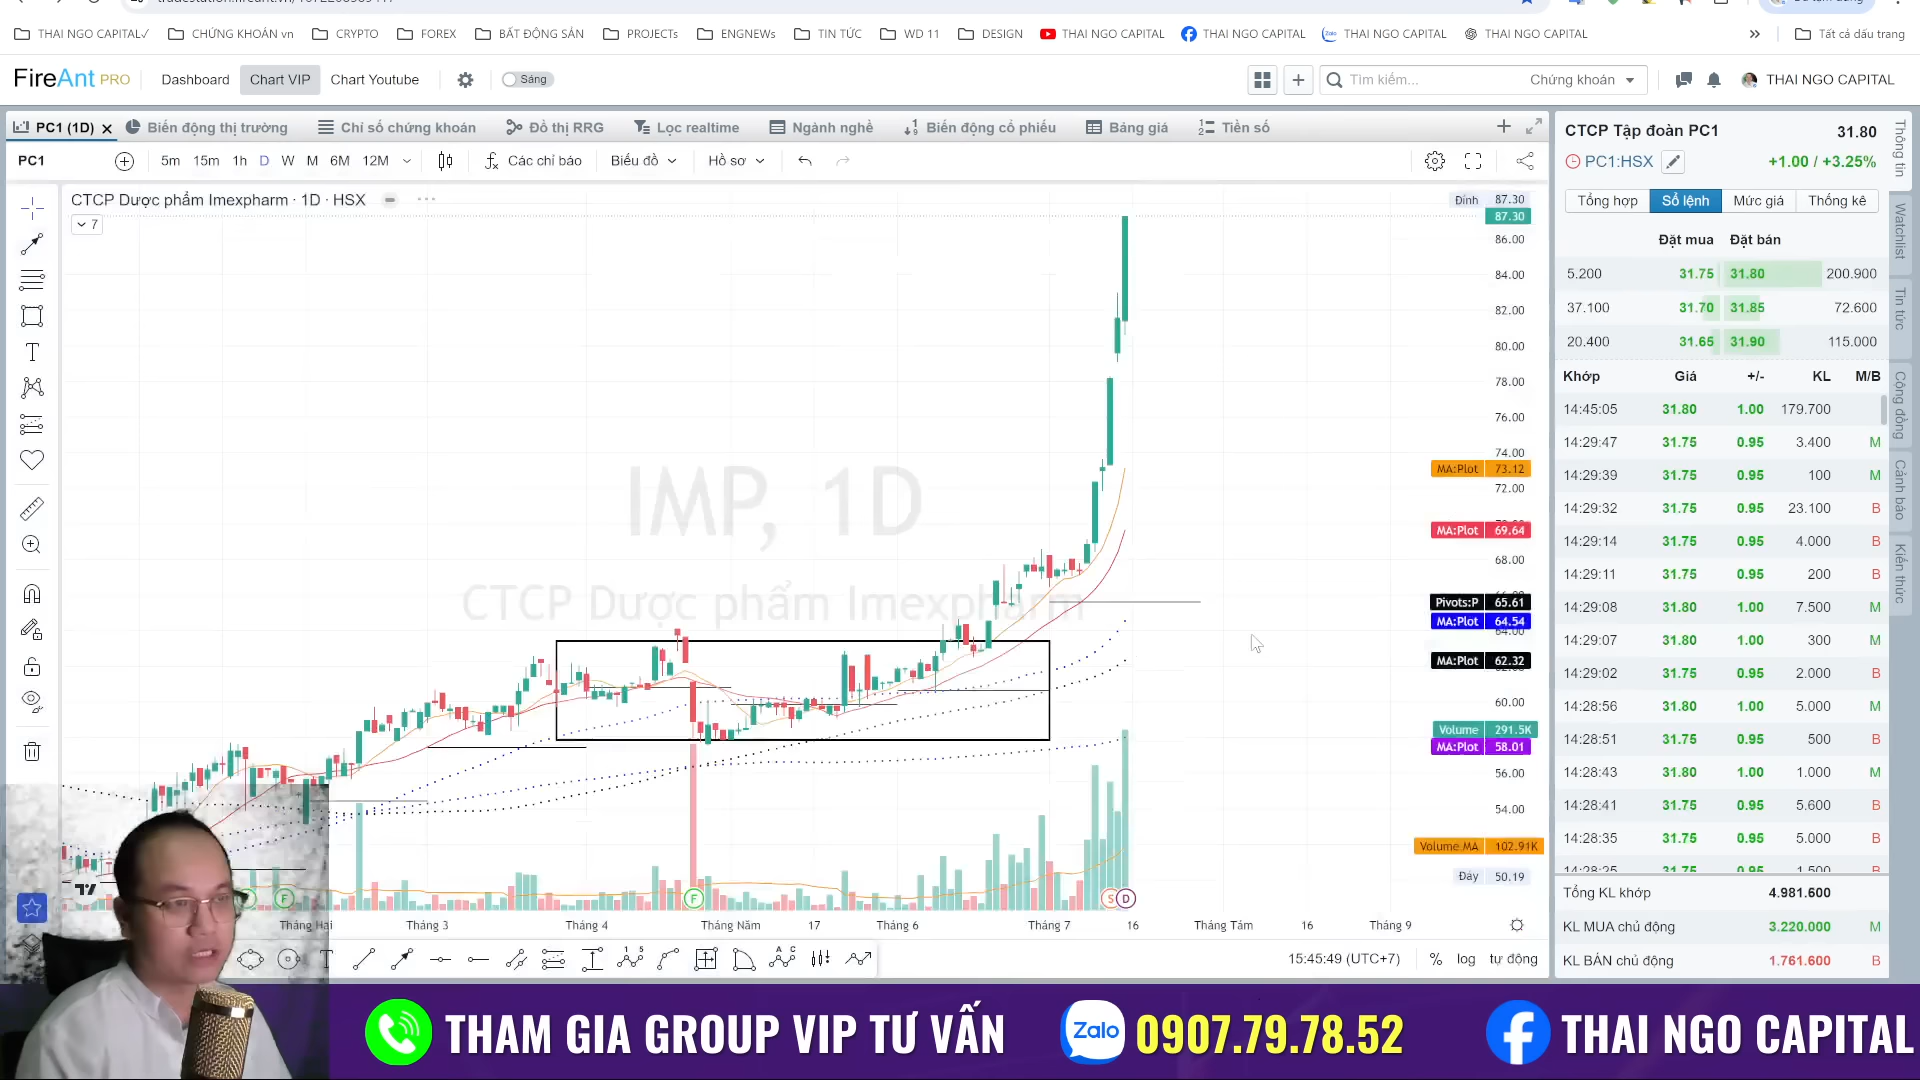 THAI NGO CAPITAL✓ CHỨNG KHOÁN vn CRYPTO FOREX BẤT ĐỘNG SẢN PROJECTs ENGNEWs TIN TỨC WD 11 DESIGN THAI NGO CAPITAL THAI NGO CAPITAL THAI NGO CAPITAL THAI NGO CAPITAL » Tất cả dấu trang
FireAnt PRO Dashboard Chart VIP Chart Youtube Sáng Tìm kiếm... Chứng khoán THAI NGO CAPITAL
PC1 (1D) Biến động thị trường Chỉ số chứng khoán Đồ thị RRG Lọc realtime Ngành nghề Biến động cổ phiếu Bảng giá Tiền số
PC1 5m 15m 1h D W M 6M 12M Các chỉ báo Biểu đồ Hồ sơ
CTCP Dược phẩm Imexpharm · 1D · HSX
7
IMP, 1D
CTCP Dược phẩm Imexpharm
Đỉnh 87.30
87.30
86.00
84.00
82.00
80.00
78.00
76.00
74.00
MA:Plot 73.12
72.00
MA:Plot 69.64
68.00
Pivots:P 65.61
MA:Plot 64.54
64.00
MA:Plot 62.32
60.00
Volume 291.5K
MA:Plot 58.01
56.00
54.00
Volume MA 102.91K
Đáy 50.19
F F S D
Tháng Hai Tháng 3 Tháng 4 Tháng Năm 17 Tháng 6 Tháng 7 16 Tháng Tám 16 Tháng 9
15:45:49 (UTC+7) % log tự động
CTCP Tập đoàn PC1 31.80
PC1:HSX +1.00 / +3.25%
Tổng hợp Sổ lệnh Mức giá Thống kê
Đặt mua Đặt bán
5.200 31.75 31.80 200.900
37.100 31.70 31.85 72.600
20.400 31.65 31.90 115.000
Khớp Giá +/- KL M/B
14:45:05 31.80 1.00 179.700
14:29:47 31.75 0.95 3.400 M
14:29:39 31.75 0.95 100 M
14:29:32 31.75 0.95 23.100 B
14:29:14 31.75 0.95 4.000 B
14:29:11 31.75 0.95 200 B
14:29:08 31.80 1.00 7.500 M
14:29:07 31.80 1.00 300 M
14:29:02 31.80 1.00 2.000 M
14:28:56 31.80 1.00 5.000 M
14:28:51 31.75 0.95 500 B
14:28:43 31.80 1.00 1.000 M
14:28:41 31.75 0.95 5.600 B
14:28:35 31.75 0.95 5.000 B
14:28:25 31.75 0.95 1.500 B
Tổng KL khớp 4.981.600
KL MUA chủ động 3.220.000 M
KL BÁN chủ động 1.761.600 B
Thông tin
Watchlist
Tin tức
Cộng đồng
Cảnh báo
Kiến thức
THAM GIA GROUP VIP TƯ VẤN Zalo 0907.79.78.52 THAI NGO CAPITAL